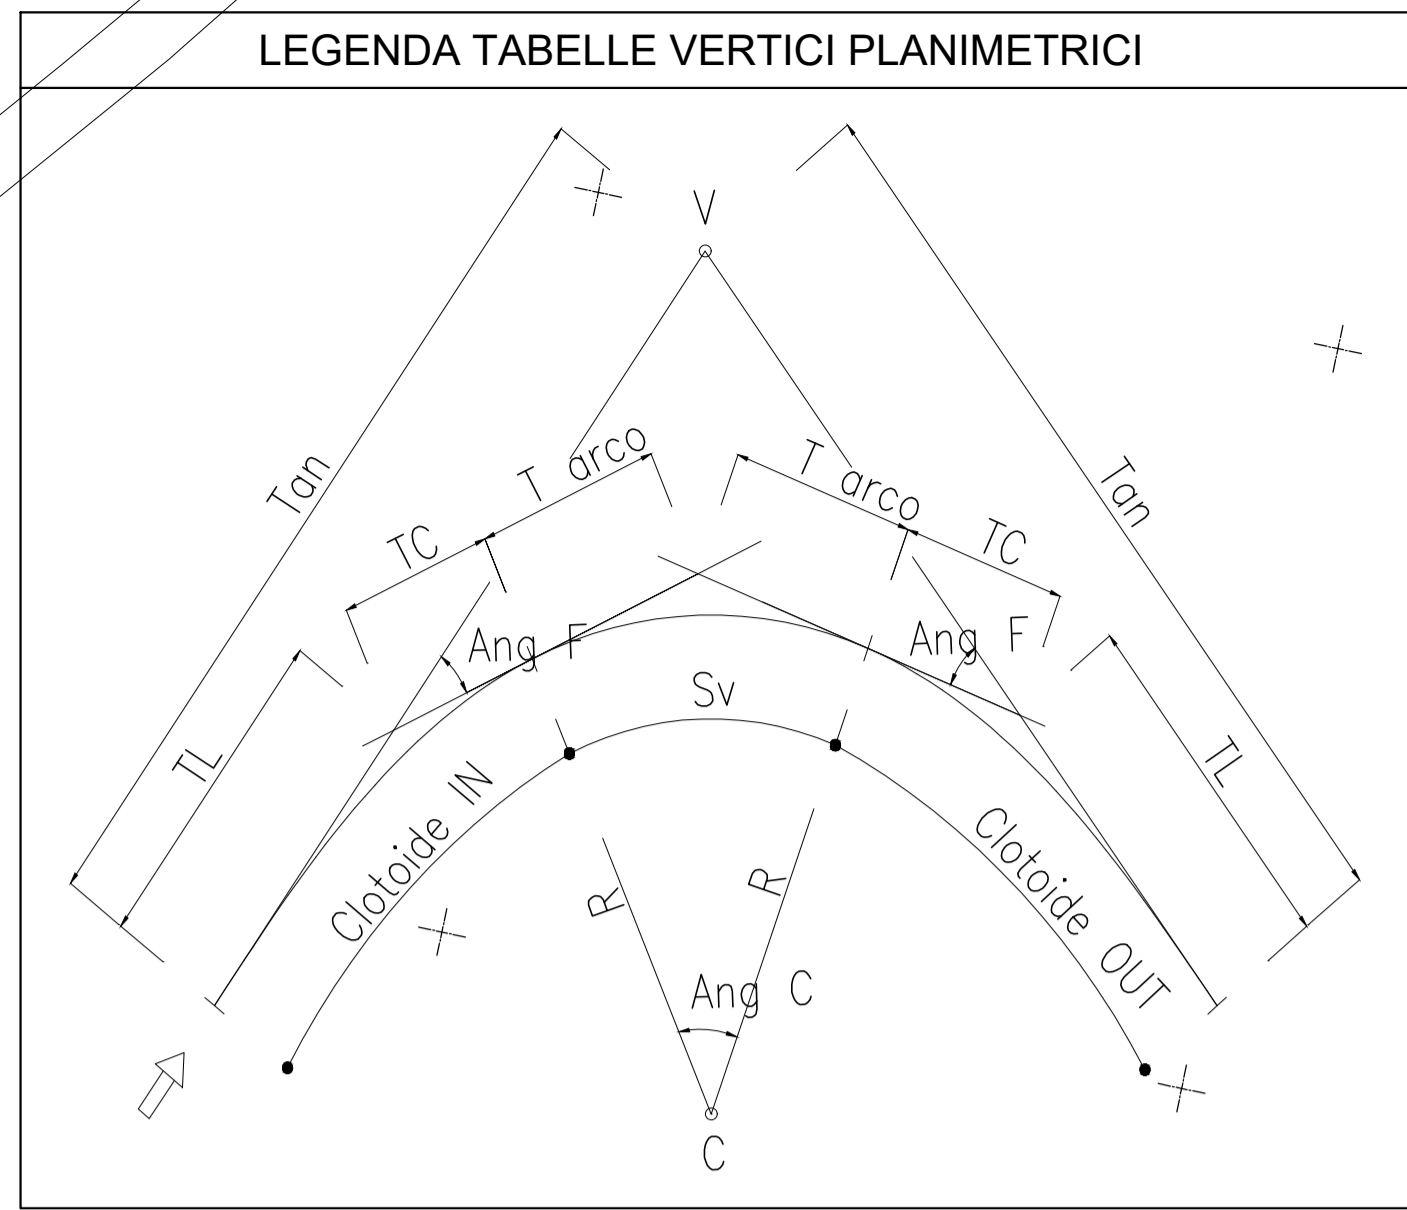 LEGENDA TABELLE VERTICI PLANIMETRICI
V
Tan
Tan
T arco
T arco
TC
TC
Ang F
Ang F
Sv
TL
TL
Clotoide IN
Clotoide OUT
R
R
Ang C
C